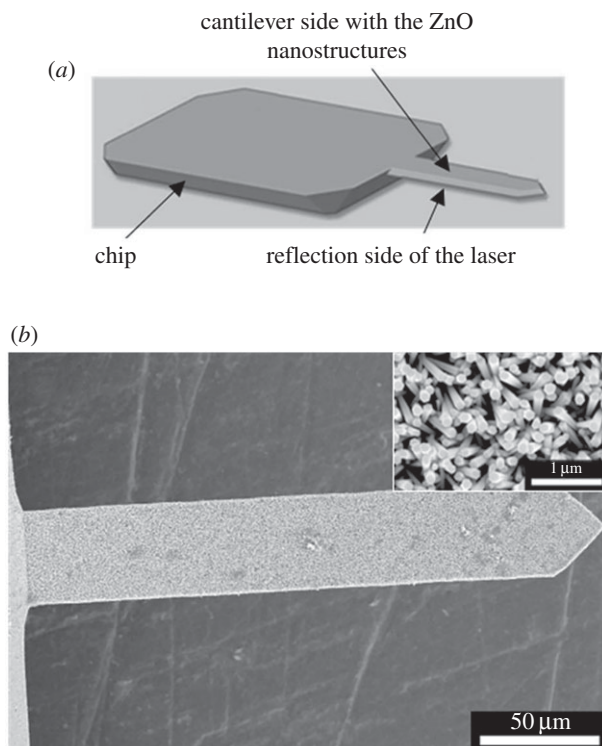 cantilever side with the ZnO
nanostructures
(a)
chip
reflection side of the laser
(b)
1 µm
50 µm